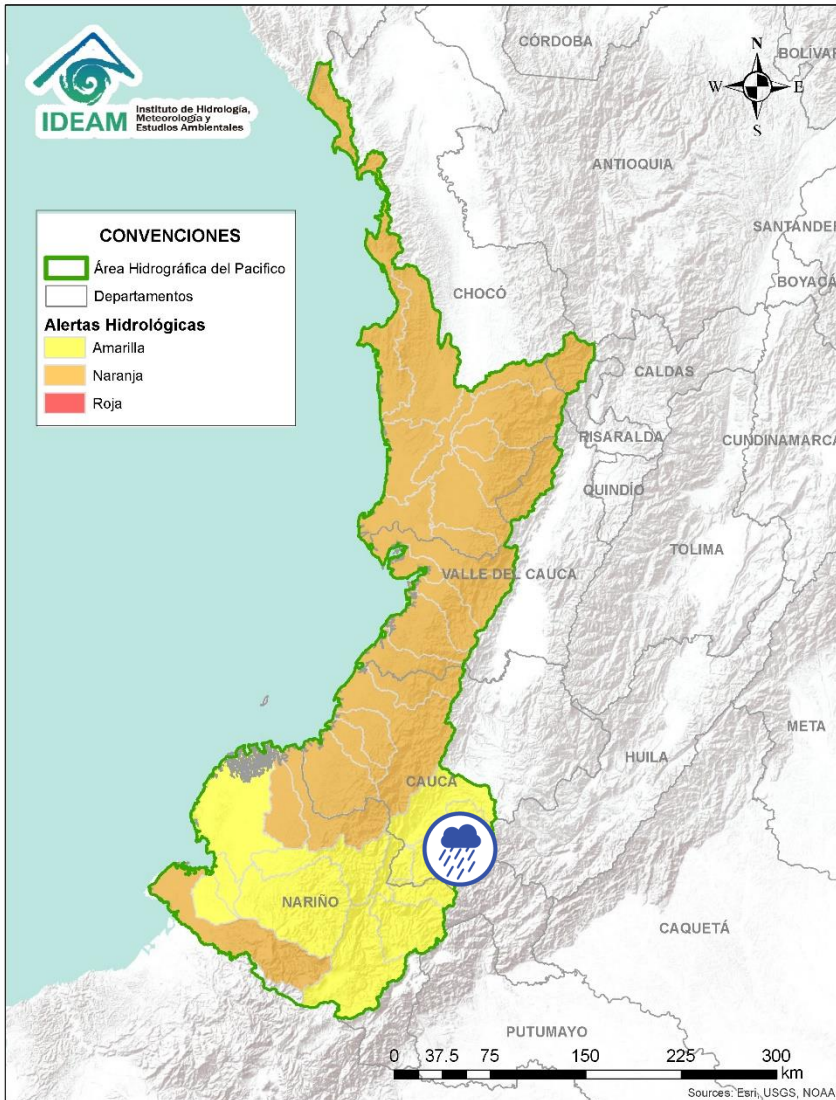 IDEAM
Instituto de Hidrología,
Meteorología y
Estudios Ambientales
CÓRDOBA
BOLÍVAR
N
W
E
S
ANTIOQUIA
SANTANDER
BOYACÁ
CONVENCIONES
Área Hidrográfica del Pacifico
Departamentos
Alertas Hidrológicas
Amarilla
Naranja
Roja
CHOCÓ
CALDAS
RISARALDA
CUNDINAMARCA
QUINDÍO
TOLIMA
VALLE DEL CAUCA
META
HUILA
CAUCA
NARIÑO
CAQUETÁ
PUTUMAYO
0 37.5 75 150 225 300
km
Sources: Esri, USGS, NOAA